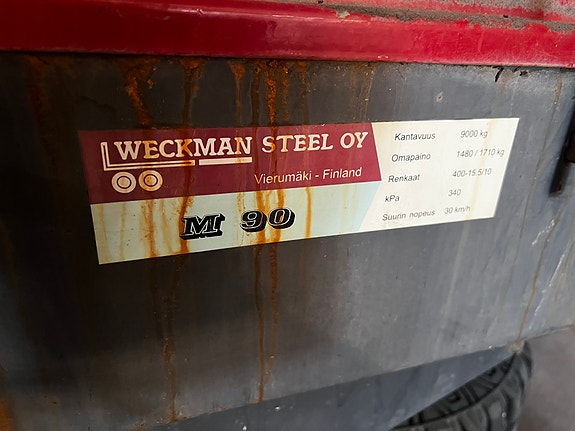 WECKMAN STEEL OY
Vierumäki - Finland
M 90
Kantavuus 9000 kg
Omapaino 1480 / 1710 kg
Renkaat 400-15.5/10
kPa 340
Suurin nopeus 30 km/h